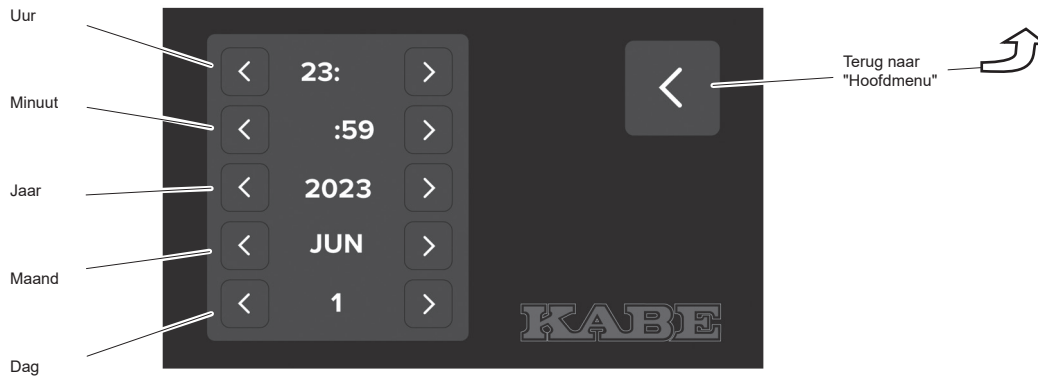 Uur
23:
Minuut
:59
Jaar
2023
Maand
JUN
Dag
1
Terug naar
"Hoofdmenu"
KABE